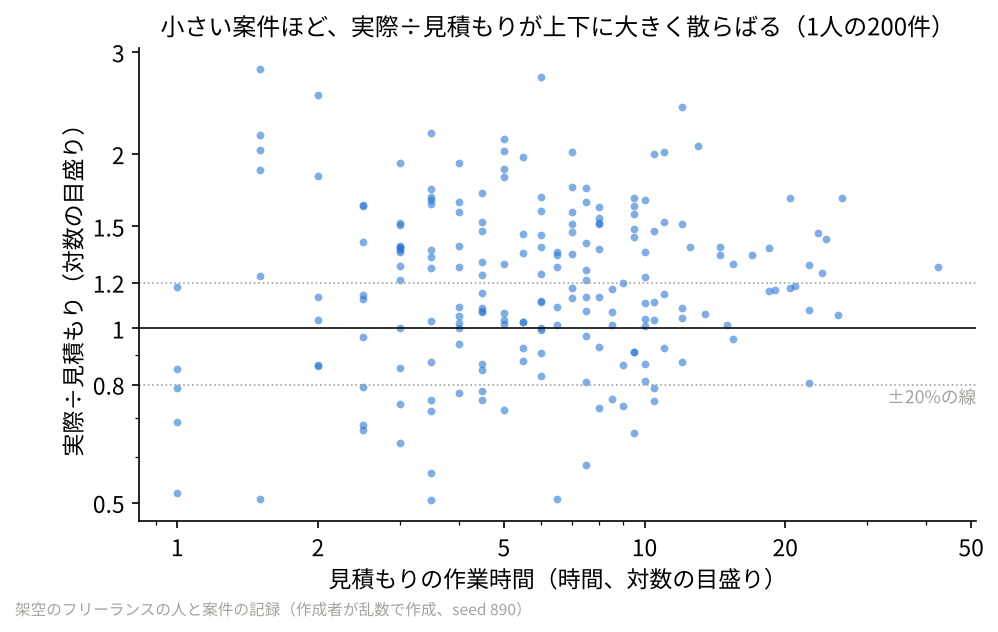 小さい案件ほど、実際÷見積もりが上下に大きく散らばる（1人の200件）
実際÷見積もり（対数の目盛り）
3
2
1.5
1.2
1
0.8
0.5
±20%の線
1
2
5
10
20
50
見積もりの作業時間（時間、対数の目盛り）
架空のフリーランスの人と案件の記録（作成者が乱数で作成、seed 890）